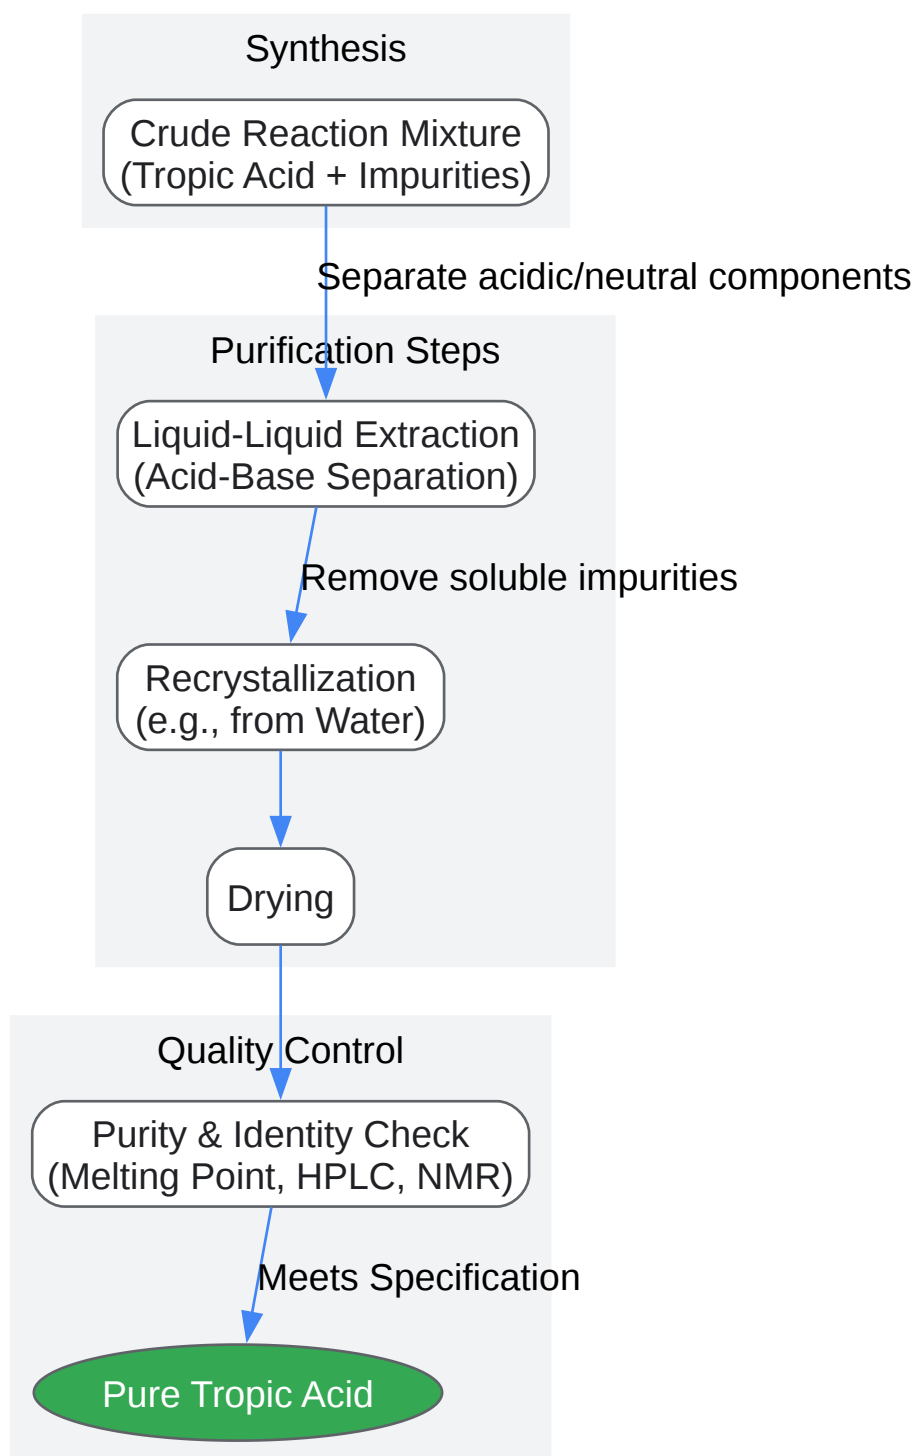 Synthesis
Crude Reaction Mixture
(Tropic Acid + Impurities)
Separate acidic/neutral components
Purification Steps
Liquid-Liquid Extraction
(Acid-Base Separation)
Remove soluble impurities
Recrystallization
(e.g., from Water)
Drying
Quality Control
Purity & Identity Check
(Melting Point, HPLC, NMR)
Meets Specification
Pure Tropic Acid